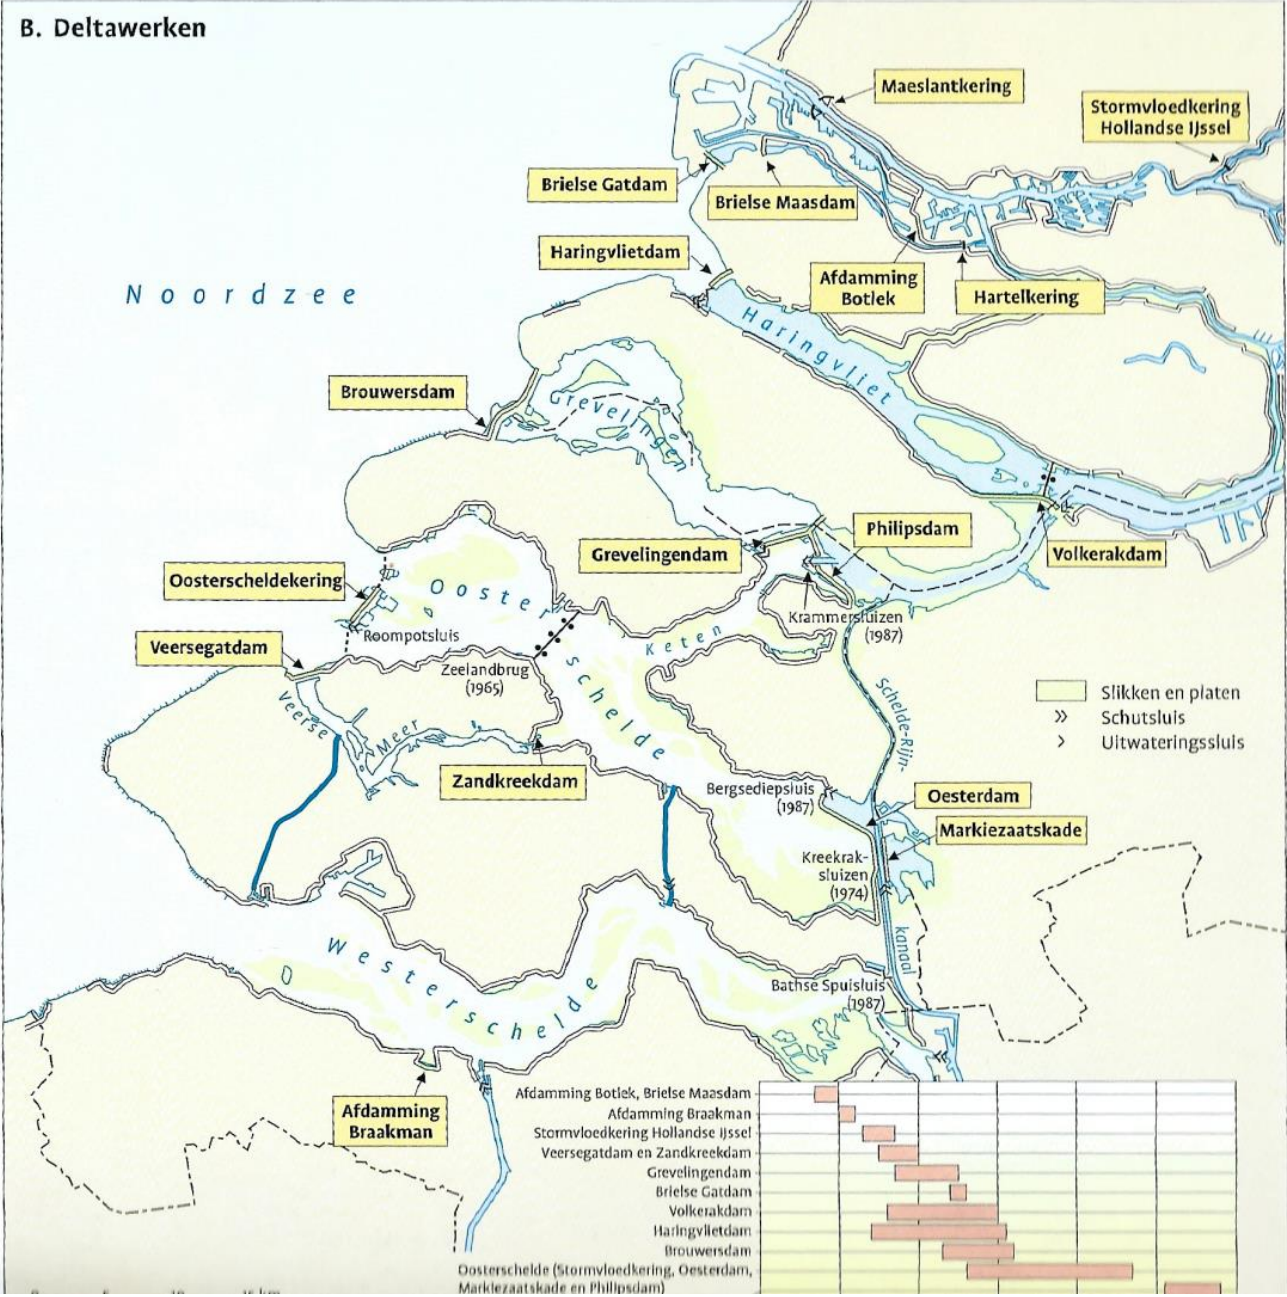 B. Deltawerken
Maeslantkering
Stormvloedkering
Hollandse IJssel
Brielse Gatdam
Brielse Maasdam
Haringvlietdam
Afdamming
Botlek
Hartelkering
Noordzee
Haringvliet
Brouwersdam
Grevelingen
Grevelingendam
Philipsdam
Volkerakdam
Oosterscheldekering
Ooster
Roompotsluis
Krammersluizen
(1987)
Keten
Veersegatdam
Zeelandbrug
(1965)
schelde
Veerse
Meer
Schelde-Rijn-
Slikken en platen
Schutsluis
Uitwateringssluis
Zandkreekdam
Bergsediepsluis
(1987)
Oesterdam
Markiezaatskade
Kreekrak-
sluizen
(1974)
kanaal
Westerschelde
Bathse Spuisluis
(1987)
Afdamming
Braakman
Afdamming Botlek, Brielse Maasdam
Afdamming Braakman
Stormvloedkering Hollandse IJssel
Veersegatdam en Zandkreekdam
Grevelingendam
Brielse Gatdam
Volkerakdam
Haringvlietdam
Brouwersdam
Oosterschelde (Stormvloedkering, Oesterdam,
Markiezaatskade en Philipsdam)